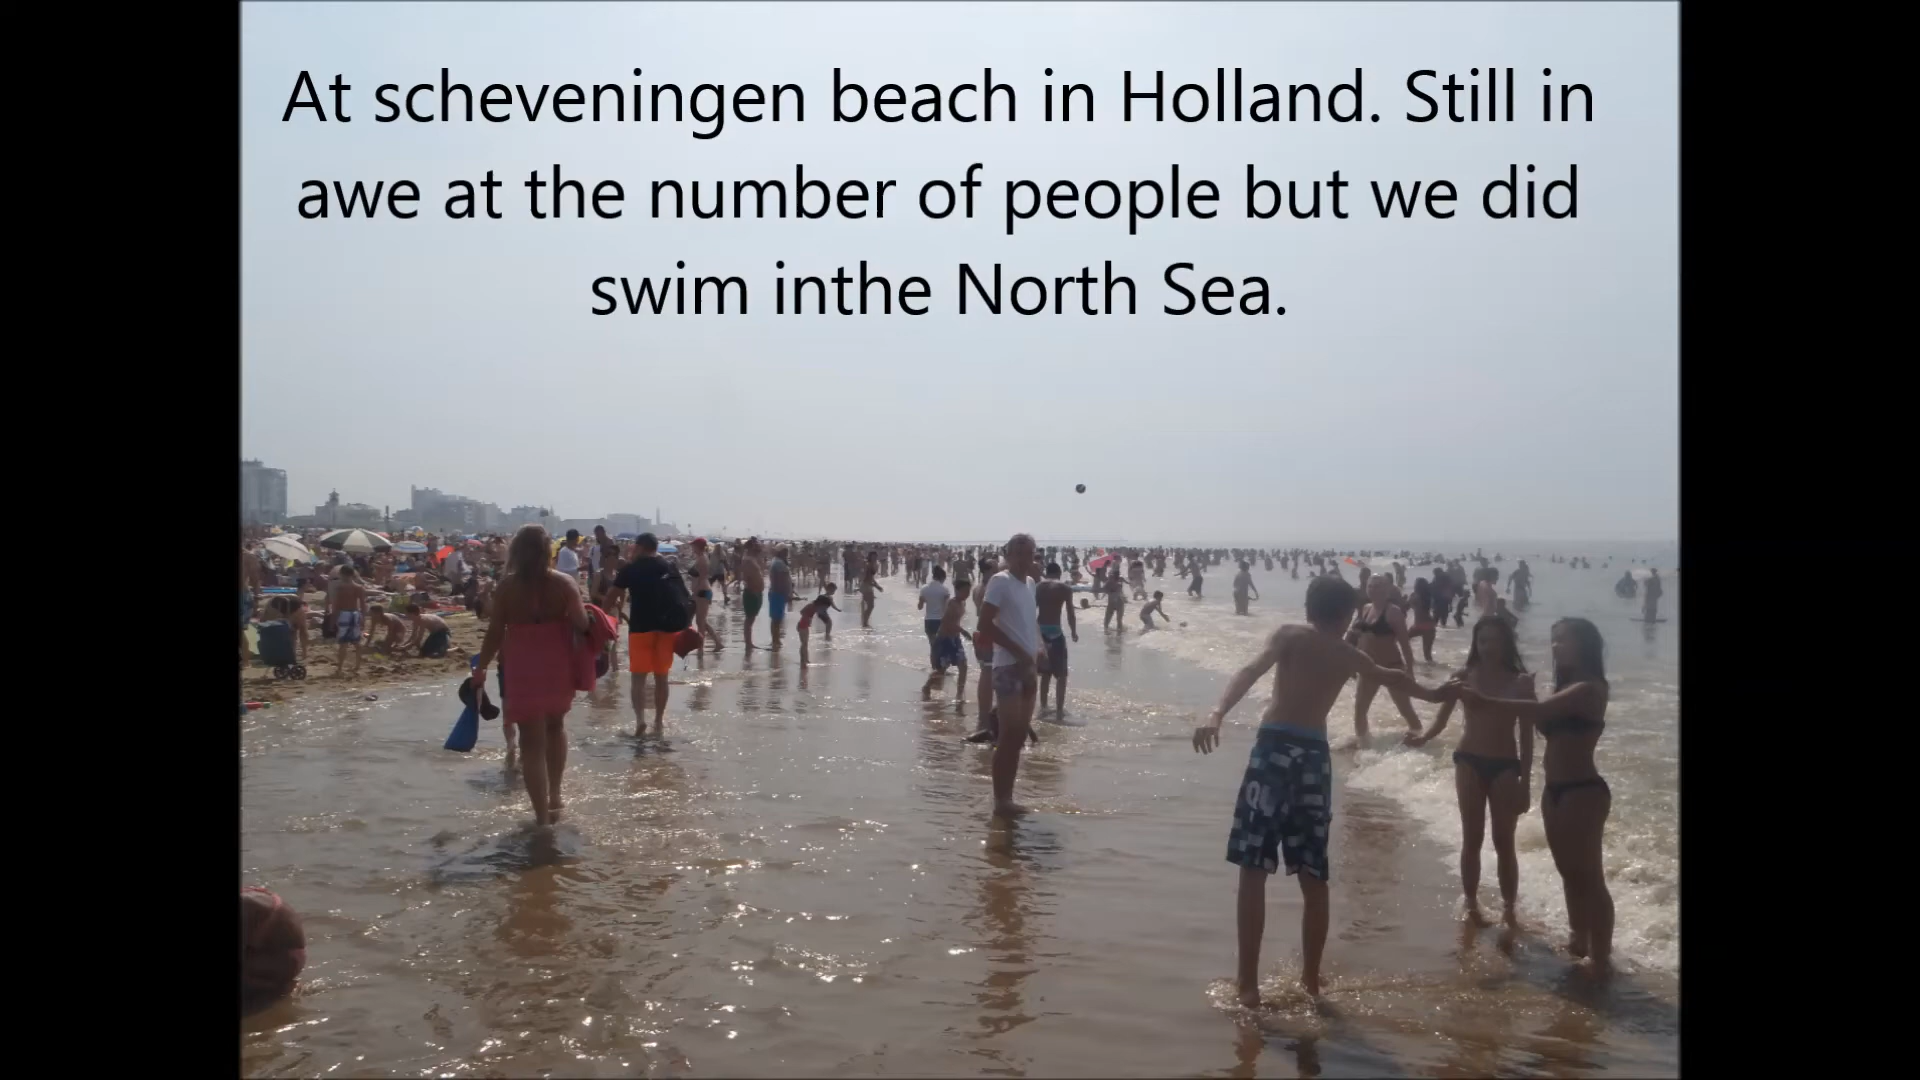 At scheveningen beach in Holland. Still in
awe at the number of people but we did
swim inthe North Sea.
QU